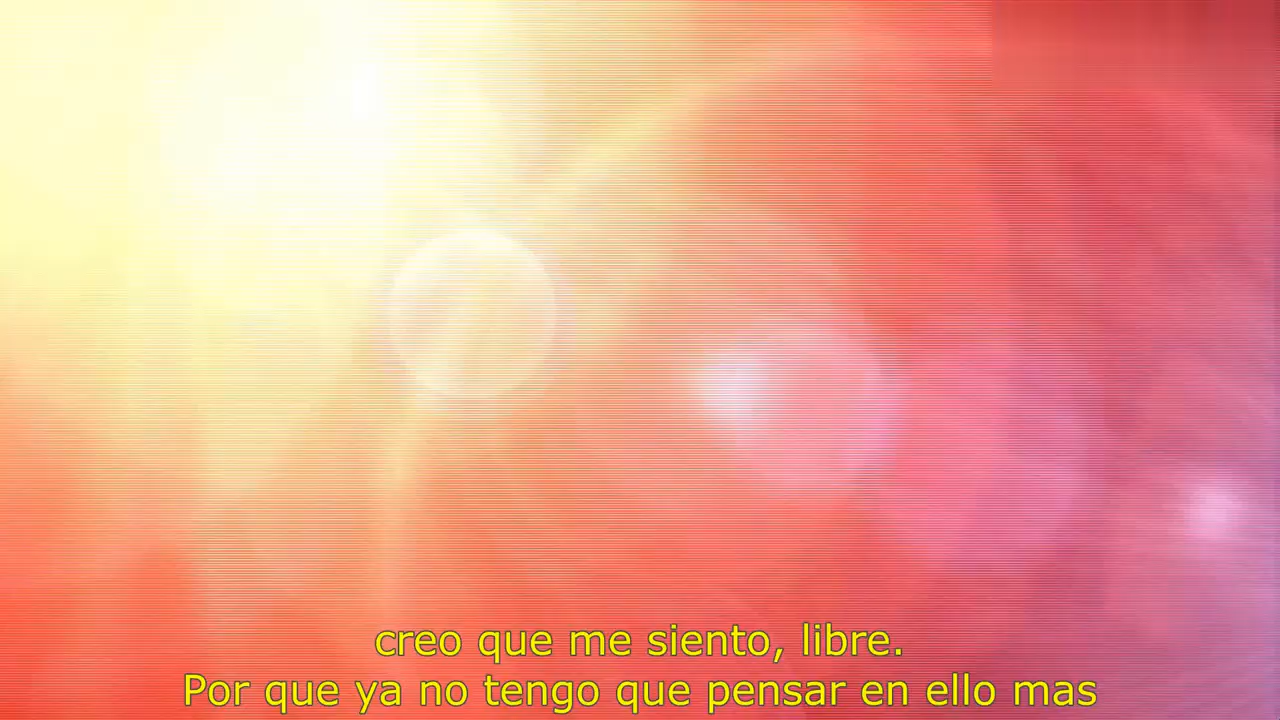 creo que me siento, libre.
Por que ya no tengo que pensar en ello mas